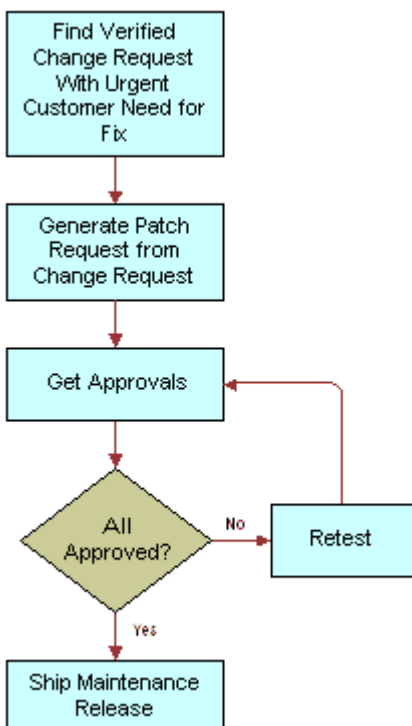 Find Verified
Change Request
With Urgent
Customer Need for
Fix
Generate Patch
Request from
Change Request
Get Approvals
All
Approved?
No
Retest
Yes
Ship Maintenance
Release